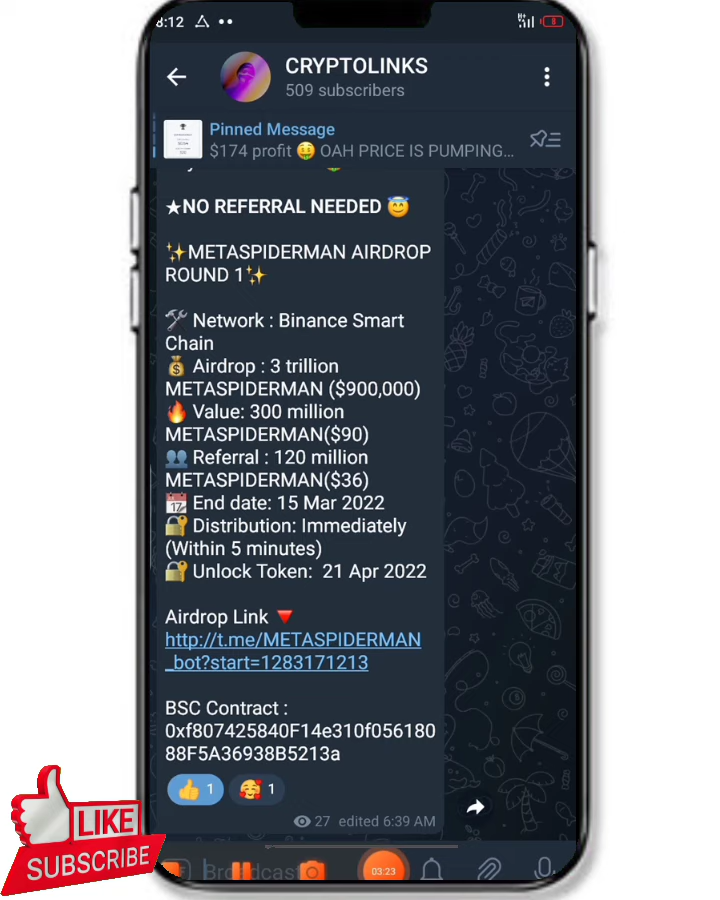 8:12
8
CRYPTOLINKS
509 subscribers
Pinned Message
$174 profit 🤑 OAH PRICE IS PUMPING...
★NO REFERRAL NEEDED 😇
✨METASPIDERMAN AIRDROP
ROUND 1✨
🛠 Network : Binance Smart
Chain
💰 Airdrop : 3 trillion
METASPIDERMAN ($900,000)
🔥 Value: 300 million
METASPIDERMAN($90)
👥 Referral : 120 million
METASPIDERMAN($36)
📆 End date: 15 Mar 2022
🔐 Distribution: Immediately
(Within 5 minutes)
🔐 Unlock Token:  21 Apr 2022
Airdrop Link 🔻
http://t.me/METASPIDERMAN
_bot?start=1283171213
BSC Contract :
0xf807425840F14e310f056180
88F5A36938B5213a
👍 1 🥰 1
27 edited 6:39 AM
03:23
LIKE
SUBSCRIBE